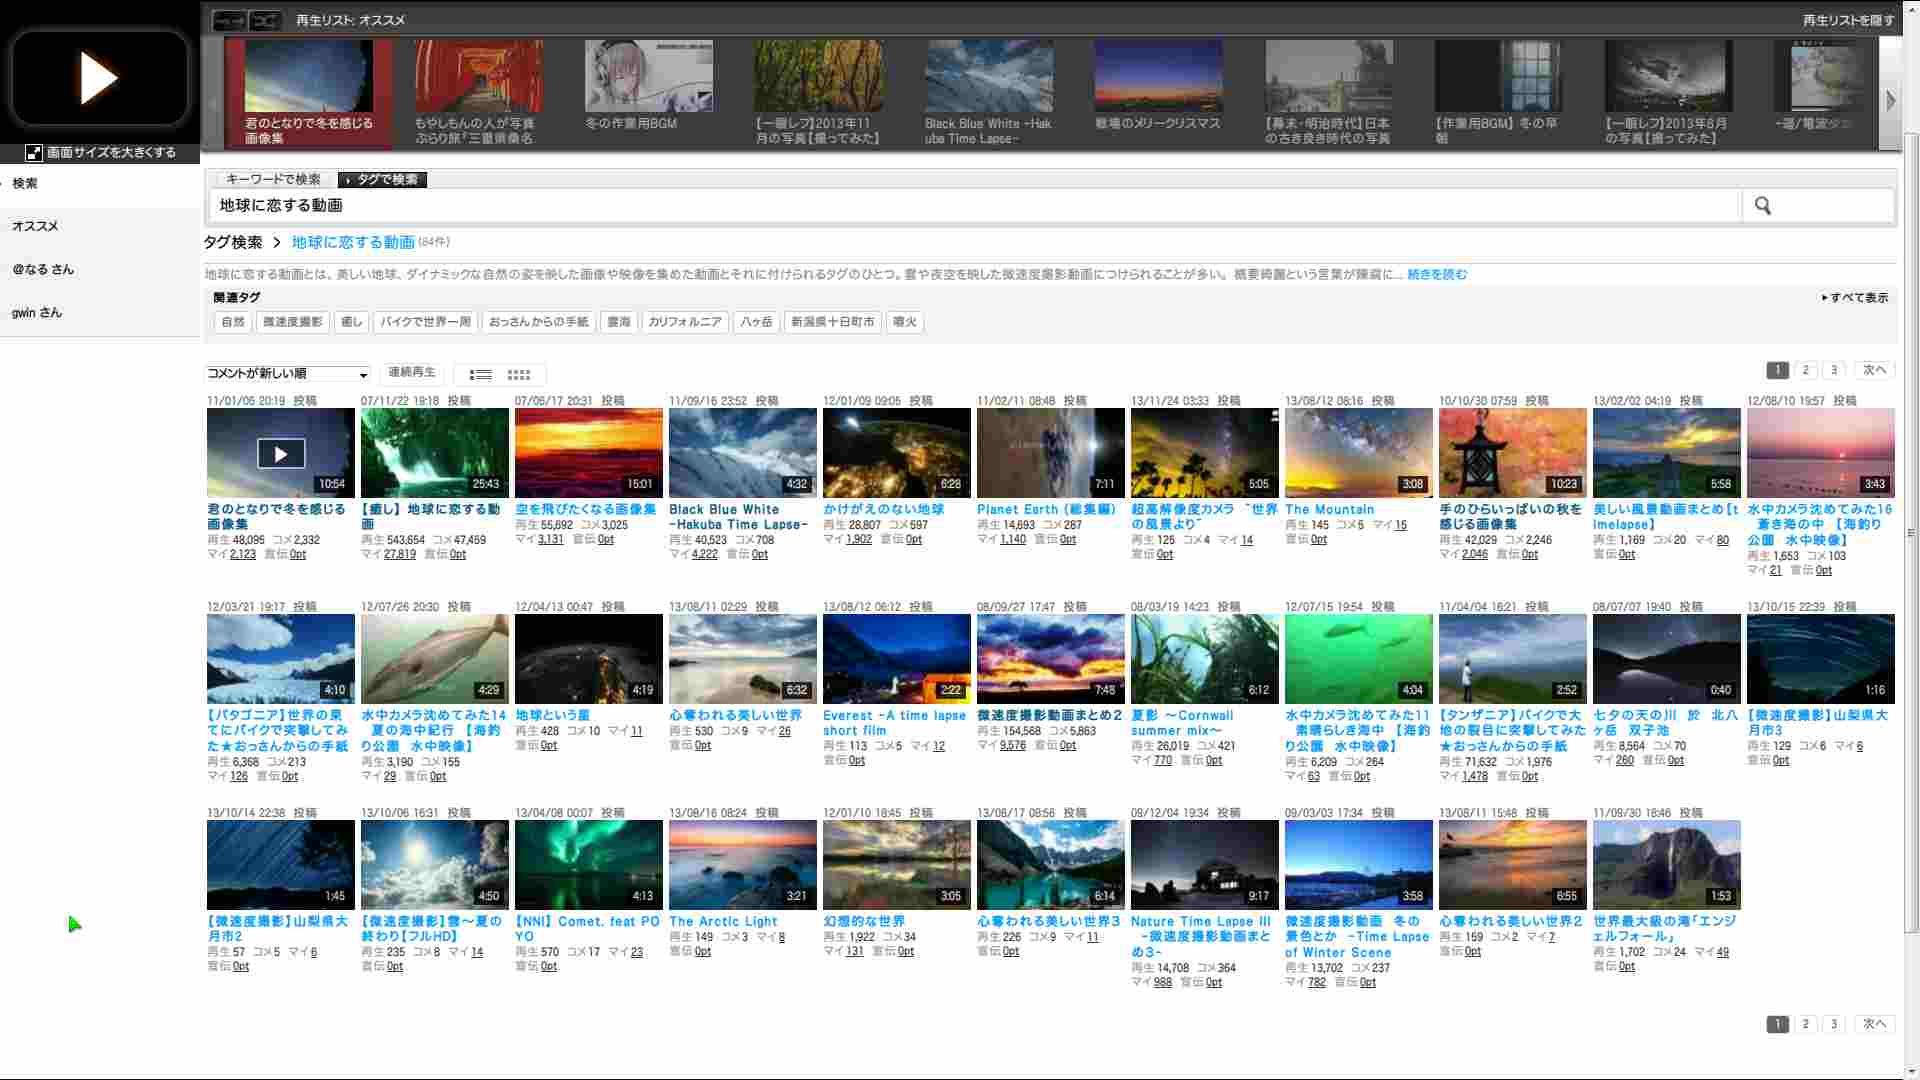 再生リスト: オススメ
再生リストを隠す
君のとなりで冬を感じる
画像集
もやしもんの人が写真
ぶらり旅「三重県桑名
冬の作業用BGM
【一眼レフ】2013年11
月の写真【撮ってみた】
Black Blue White -Hak
uba Time Lapse-
戦場のメリークリスマス
【幕末・明治時代】日本
の古き良き時代の写真
【作業用BGM】 冬の早
朝
【一眼レフ】2013年8月
の写真【撮ってみた】
画面サイズを大きくする
検索
オススメ
@なる さん
gwin さん
キーワードで検索
タグで検索
地球に恋する動画
タグ検索 > 地球に恋する動画 (84件)
地球に恋する動画とは、美しい地球、ダイナミックな自然の姿を映した画像や映像を集めた動画とそれに付けられるタグのひとつ。雲や夜空を映した微速度撮影動画につけられることが多い。 概要綺麗という言葉が陳腐に... 続きを読む
関連タグ
すべて表示
自然 微速度撮影 癒し バイクで世界一周 おっさんからの手紙 雲海 カリフォルニア 八ヶ岳 新潟県十日町市 噴火
コメントが新しい順
連続再生
1 2 3 次へ
11/01/05 20:19 投稿
10:54
君のとなりで冬を感じる
画像集
再生 48,095 コメ 2,332
マイ 2,123 宣伝 0pt
07/11/22 19:18 投稿
25:43
【癒し】 地球に恋する動
画
再生 543,654 コメ 47,459
マイ 27,819 宣伝 0pt
07/06/17 20:31 投稿
15:01
空を飛びたくなる画像集
再生 55,692 コメ 3,025
マイ 3,131 宣伝 0pt
11/09/16 23:52 投稿
4:32
Black Blue White
-Hakuba Time Lapse-
再生 40,523 コメ 708
マイ 4,222 宣伝 0pt
12/01/09 09:05 投稿
6:28
かけがえのない地球
再生 28,807 コメ 597
マイ 1,902 宣伝 0pt
11/02/11 08:48 投稿
7:11
Planet Earth (総集編)
再生 14,693 コメ 287
マイ 1,140 宣伝 0pt
13/11/24 03:33 投稿
5:05
超高解像度カメラ ~世界
の風景より~
再生 125 コメ 4 マイ 14
宣伝 0pt
13/08/12 08:16 投稿
3:08
The Mountain
再生 145 コメ 5 マイ 15
宣伝 0pt
10/10/30 07:59 投稿
10:23
手のひらいっぱいの秋を
感じる画像集
再生 42,029 コメ 2,246
マイ 2,046 宣伝 0pt
13/02/02 04:19 投稿
5:58
美しい風景動画まとめ【t
imelapse】
再生 1,169 コメ 20 マイ 80
宣伝 0pt
12/08/10 19:57 投稿
3:43
水中カメラ沈めてみた16
蒼き海の中 【海釣り
公園 水中映像】
再生 1,653 コメ 103
マイ 21 宣伝 0pt
12/03/21 19:17 投稿
4:10
【パタゴニア】世界の果
てにバイクで突撃してみ
た★おっさんからの手紙
再生 6,368 コメ 213
マイ 126 宣伝 0pt
12/07/26 20:30 投稿
4:29
水中カメラ沈めてみた14
夏の海中紀行 【海釣
り公園 水中映像】
再生 3,190 コメ 155
マイ 29 宣伝 0pt
12/04/13 00:47 投稿
4:19
地球という星
再生 428 コメ 10 マイ 11
宣伝 0pt
13/08/11 02:29 投稿
6:32
心奪われる美しい世界
再生 530 コメ 9 マイ 26
宣伝 0pt
13/08/12 06:12 投稿
2:22
Everest -A time lapse
short film
再生 113 コメ 5 マイ 12
宣伝 0pt
08/09/27 17:47 投稿
7:48
微速度撮影動画まとめ2
再生 154,568 コメ 5,863
マイ 9,576 宣伝 0pt
08/03/19 14:23 投稿
6:12
夏影 ～Cornwall
summer mix～
再生 26,019 コメ 421
マイ 770 宣伝 0pt
12/07/15 19:54 投稿
4:04
水中カメラ沈めてみた11
素晴らしき海中 【海釣
り公園 水中映像】
再生 6,209 コメ 264
マイ 63 宣伝 0pt
11/04/04 16:21 投稿
2:52
【タンザニア】バイクで大
地の裂目に突撃してみた
★おっさんからの手紙
再生 71,632 コメ 1,976
マイ 1,478 宣伝 0pt
08/07/07 19:40 投稿
0:40
七夕の天の川 於 北八
ヶ岳 双子池
再生 8,564 コメ 70
マイ 260 宣伝 0pt
13/10/15 22:39 投稿
1:16
【微速度撮影】山梨県大
月市3
再生 129 コメ 6 マイ 6
宣伝 0pt
13/10/14 22:38 投稿
1:45
【微速度撮影】山梨県大
月市2
再生 57 コメ 5 マイ 6
宣伝 0pt
13/10/06 16:31 投稿
4:50
【微速度撮影】雲～夏の
終わり【フルHD】
再生 235 コメ 8 マイ 14
宣伝 0pt
13/04/08 00:07 投稿
4:13
【NNI】 Comet. feat PO
YO
再生 570 コメ 17 マイ 23
宣伝 0pt
13/08/16 08:24 投稿
3:21
The Arctic Light
再生 149 コメ 3 マイ 8
宣伝 0pt
12/01/10 18:45 投稿
3:05
幻想的な世界
再生 1,922 コメ 34
マイ 131 宣伝 0pt
13/08/17 08:56 投稿
6:14
心奪われる美しい世界3
再生 226 コメ 9 マイ 11
宣伝 0pt
09/12/04 19:34 投稿
9:17
Nature Time Lapse III
-微速度撮影動画まと
め3-
再生 14,708 コメ 364
マイ 988 宣伝 0pt
09/03/03 17:34 投稿
3:58
微速度撮影動画 冬の
景色とか -Time Lapse
of Winter Scene
再生 13,702 コメ 237
マイ 782 宣伝 0pt
13/08/11 15:48 投稿
6:55
心奪われる美しい世界2
再生 159 コメ 2 マイ 7
宣伝 0pt
11/09/30 18:46 投稿
1:53
世界最大級の滝「エンジ
ェルフォール」
再生 1,702 コメ 24 マイ 49
宣伝 0pt
1 2 3 次へ